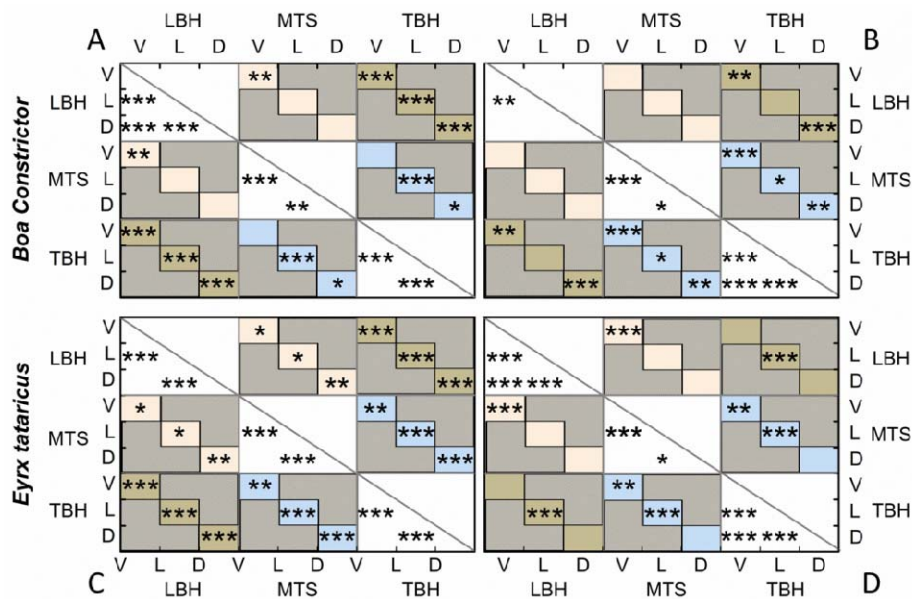 LBH MTS TBH LBH MTS TBH
A V L D V L D V L D V L D V L D V L D B
V ** *** V ** V
L *** *** L ** L
LBH LBH
D *** *** *** D *** D
V ** V *** V
MTS L *** *** L *** * L MTS
D ** * D * ** D
V *** V ** *** V
TBH L *** *** *** L * *** L TBH
D *** * *** D *** ** *** *** D
Boa Constrictor
V * *** V *** V
LBH L *** * *** L *** *** L LBH
D *** ** *** D *** *** D
V * ** V *** ** V
MTS L * *** *** L *** *** L MTS
D ** *** *** D * D
V *** ** V ** V
TBH L *** *** *** L *** *** *** L TBH
D *** *** *** D *** *** D
Eyrx tataricus
V L D V L D V L D V L D V L D V L D
C LBH MTS TBH LBH MTS TBH D